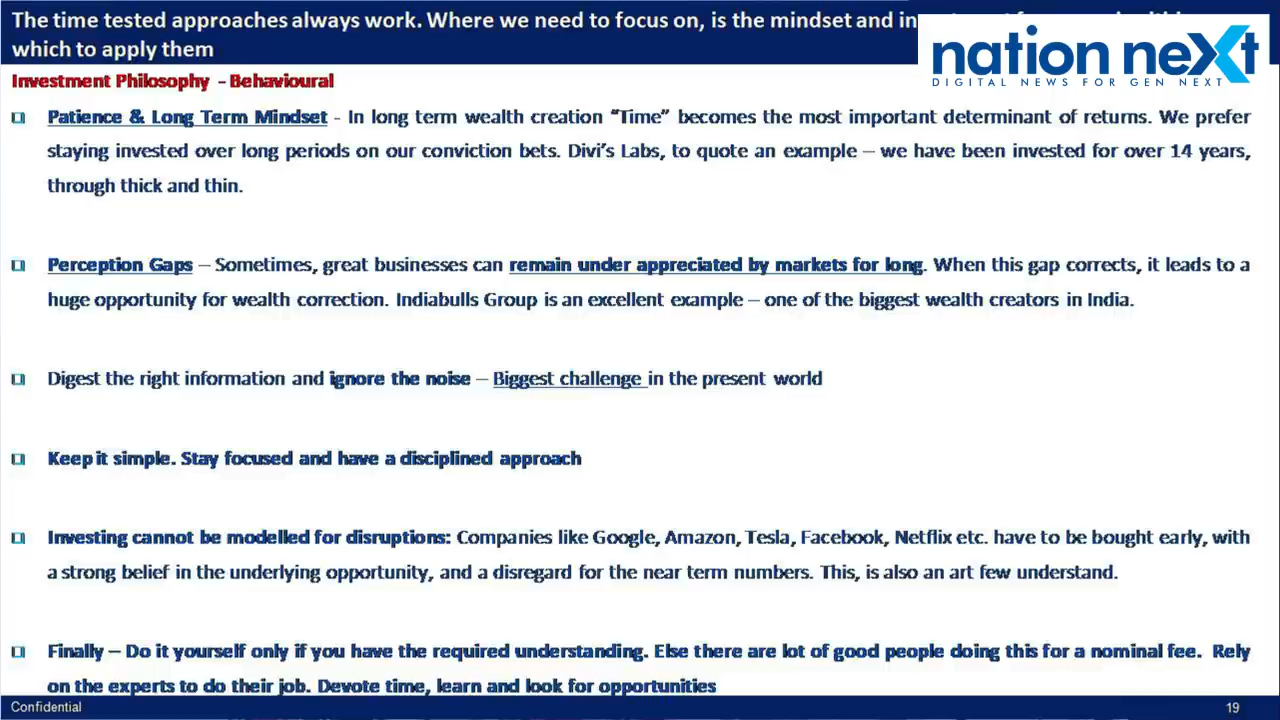 The time tested approaches always work. Where we need to focus on, is the mindset and
which to apply them
nation next
DIGITAL NEWS FOR GEN NEXT
Investment Philosophy - Behavioural
Patience & Long Term Mindset - In long term wealth creation “Time” becomes the most important determinant of returns. We prefer
staying invested over long periods on our conviction bets. Divi’s Labs, to quote an example – we have been invested for over 14 years,
through thick and thin.
Perception Gaps – Sometimes, great businesses can remain under appreciated by markets for long. When this gap corrects, it leads to a
huge opportunity for wealth correction. Indiabulls Group is an excellent example – one of the biggest wealth creators in India.
Digest the right information and ignore the noise – Biggest challenge in the present world
Keep it simple. Stay focused and have a disciplined approach
Investing cannot be modelled for disruptions: Companies like Google, Amazon, Tesla, Facebook, Netflix etc. have to be bought early, with
a strong belief in the underlying opportunity, and a disregard for the near term numbers. This, is also an art few understand.
Finally – Do it yourself only if you have the required understanding. Else there are lot of good people doing this for a nominal fee. Rely
on the experts to do their job. Devote time, learn and look for opportunities
Confidential
19